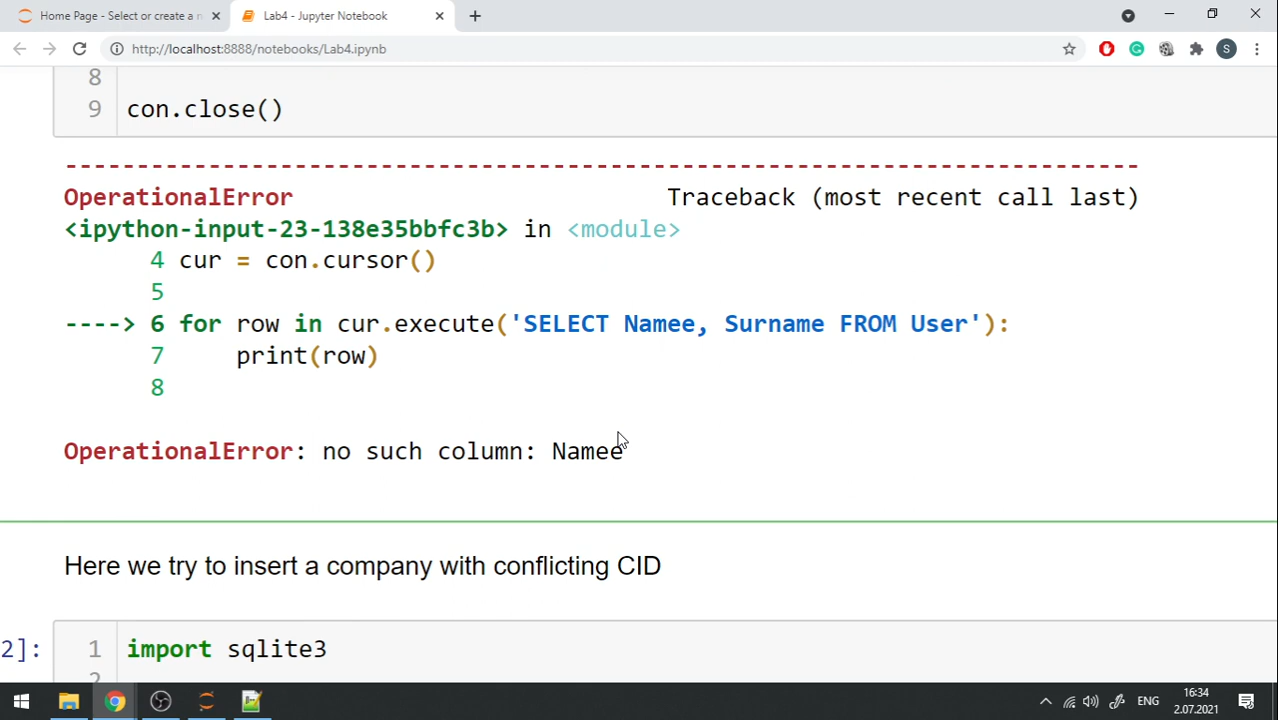 Home Page - Select or create a n
Lab4 - Jupyter Notebook
http://localhost:8888/notebooks/Lab4.ipynb
S
8
9 con.close()
---------------------------------------------------------------------------
OperationalError Traceback (most recent call last)
<ipython-input-23-138e35bbfc3b> in <module>
4 cur = con.cursor()
5
----> 6 for row in cur.execute('SELECT Namee, Surname FROM User'):
7 print(row)
8
OperationalError: no such column: Namee
Here we try to insert a company with conflicting CID
2]: 1 import sqlite3
2
ENG
16:34
2.07.2021